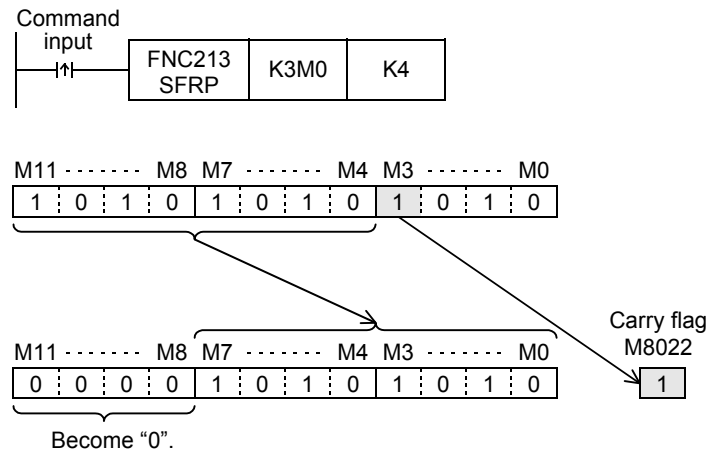 Command
input
FNC213
SFRP
K3M0
K4
M11 ------- M8 M7 ------- M4 M3 ------- M0
1 0 1 0 1 0 1 0 1 0 1 0
Carry flag
M8022
M11 ------- M8 M7 ------- M4 M3 ------- M0
0 0 0 0 1 0 1 0 1 0 1 0 1
Become “0”.